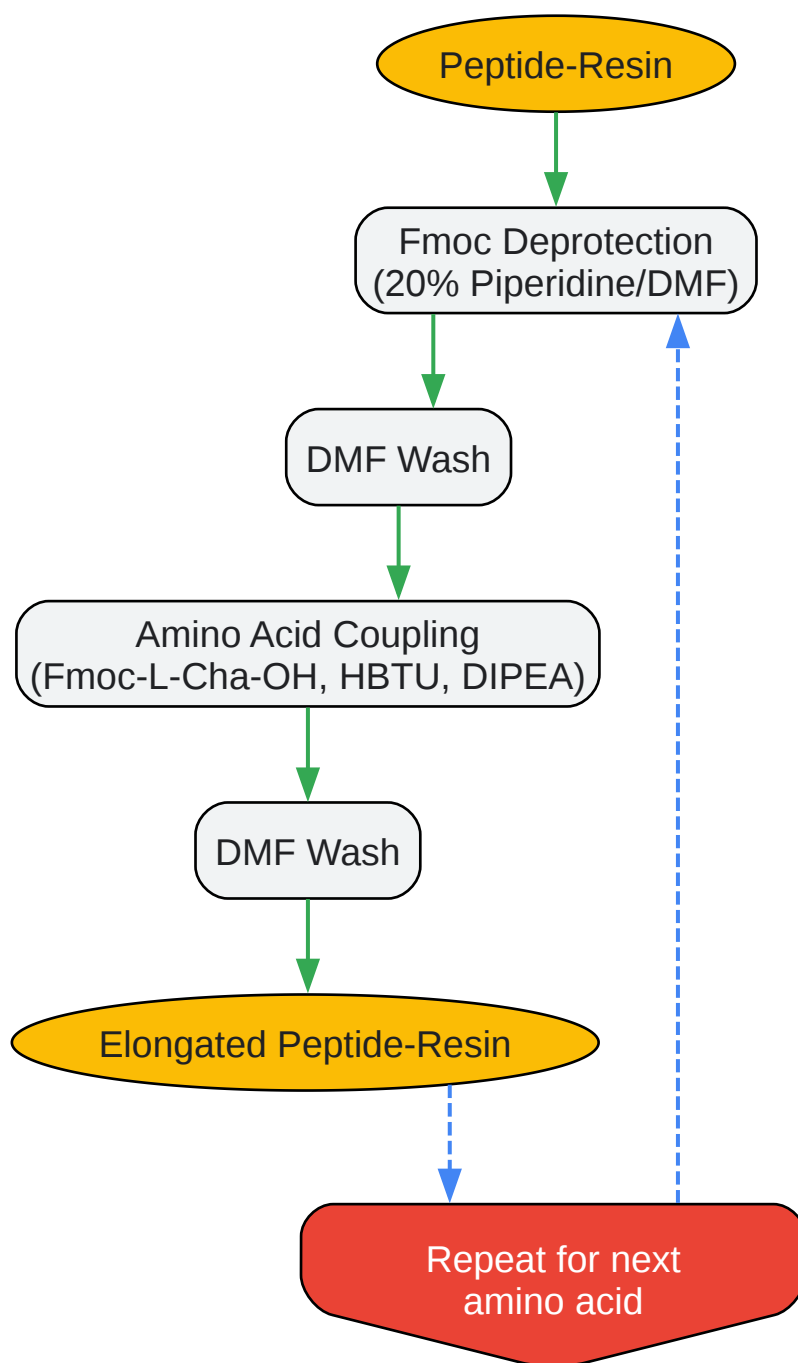 Peptide-Resin
Fmoc Deprotection
(20% Piperidine/DMF)
DMF Wash
Amino Acid Coupling
(Fmoc-L-Cha-OH, HBTU, DIPEA)
DMF Wash
Elongated Peptide-Resin
Repeat for next
amino acid